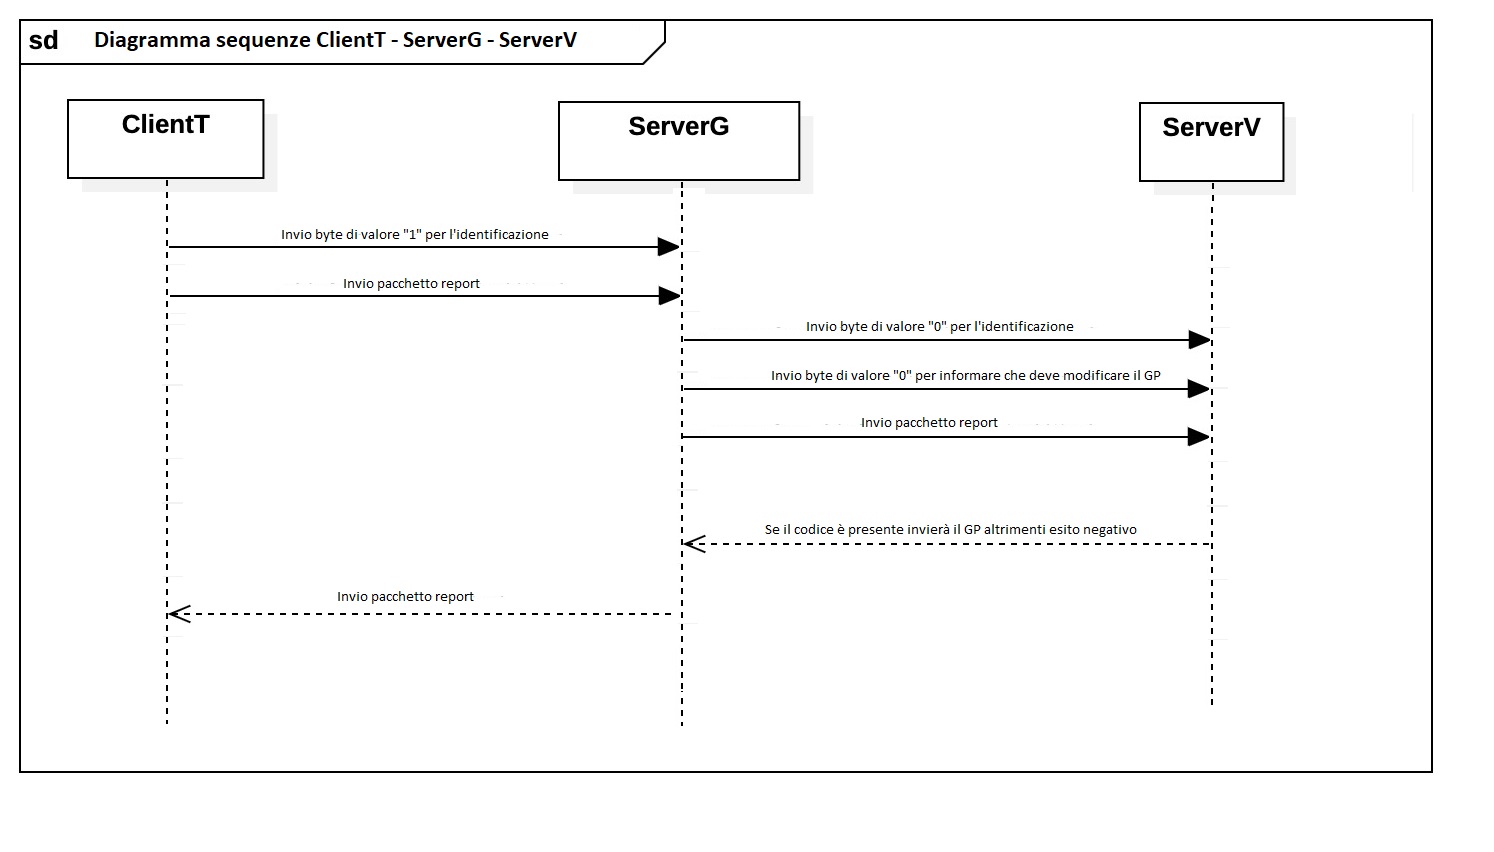 sd Diagramma sequenze ClientT - ServerG - ServerV
ClientT
ServerG
ServerV
Invio byte di valore "1" per l'identificazione
Invio pacchetto report
Invio byte di valore "0" per l'identificazione
Invio byte di valore "0" per informare che deve modificare il GP
Invio pacchetto report
Se il codice è presente invierà il GP altrimenti esito negativo
Invio pacchetto report